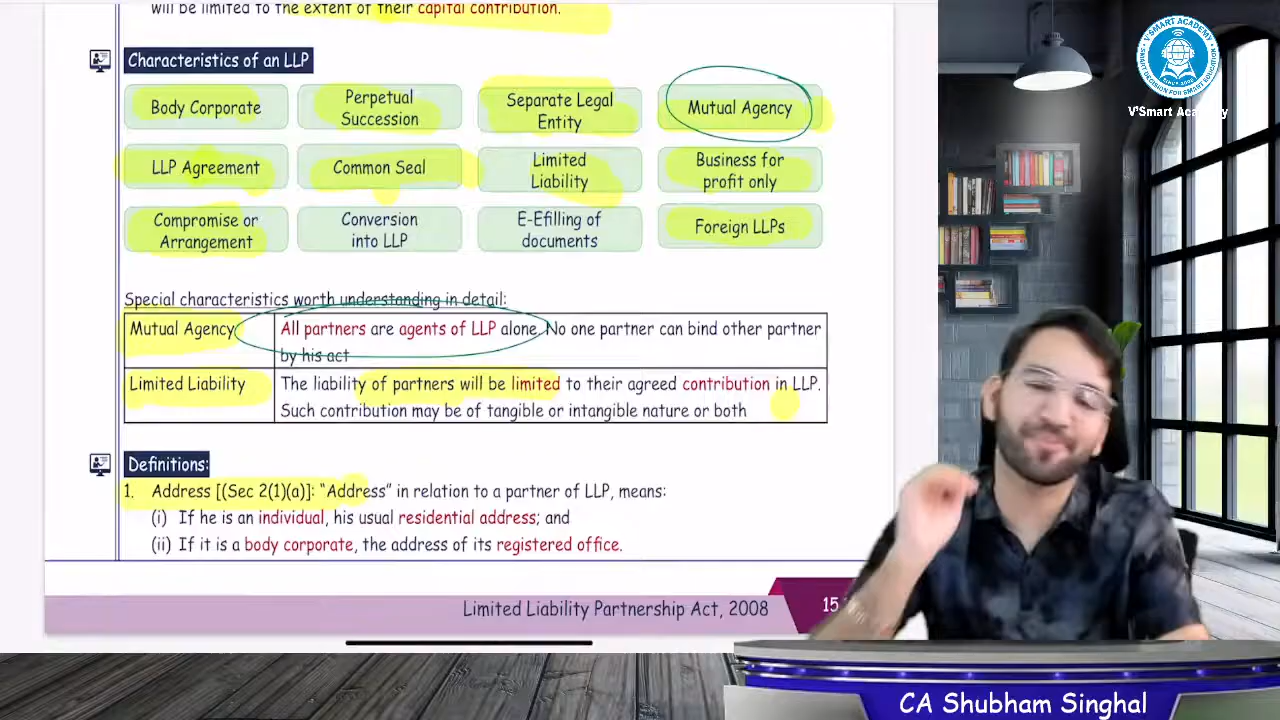 will be limited to the extent of their capital contribution.
Characteristics of an LLP
Body Corporate
Perpetual
Succession
Separate Legal
Entity
Mutual Agency
LLP Agreement
Common Seal
Limited
Liability
Business for
profit only
Compromise or
Arrangement
Conversion
into LLP
E-Efilling of
documents
Foreign LLPs
Special characteristics worth understanding in detail:
Mutual Agency
All partners are agents of LLP alone. No one partner can bind other partner
by his act
Limited Liability
The liability of partners will be limited to their agreed contribution in LLP.
Such contribution may be of tangible or intangible nature or both
Definitions:
1. Address [(Sec 2(1)(a)]: “Address” in relation to a partner of LLP, means:
(i) If he is an individual, his usual residential address; and
(ii) If it is a body corporate, the address of its registered office.
Limited Liability Partnership Act, 2008
15
V'SMART ACADEMY
SMART DECISION FOR SMART EDUCATION
V'Smart Academy
CA Shubham Singhal